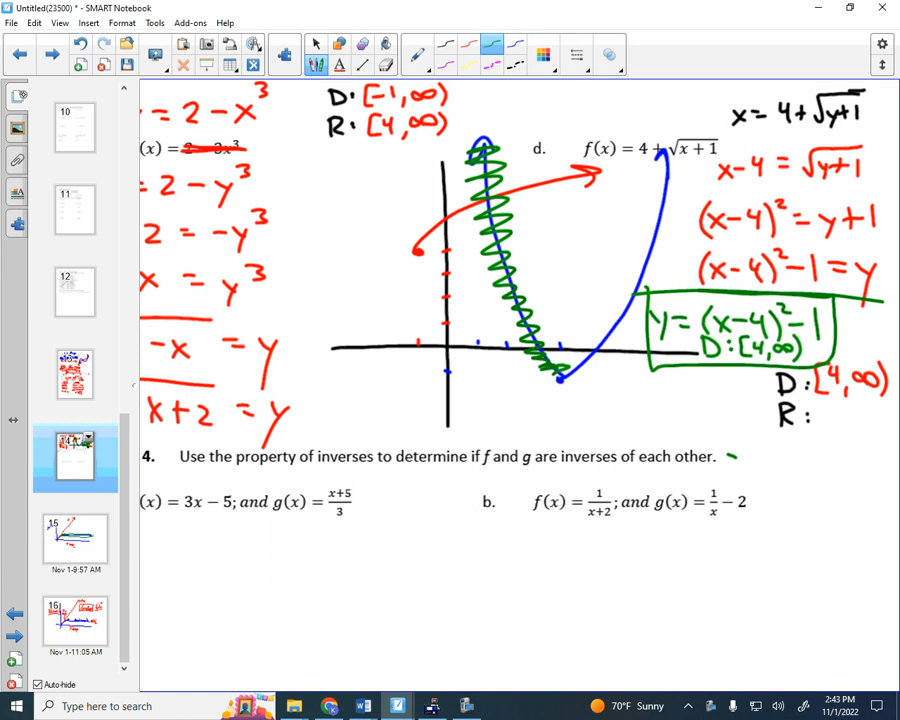 Untitled(23500) * - SMART Notebook
File Edit View Insert Format Tools Add-ons Help
10
11
12
14
15
Nov 1-9:57 AM
16
Nov 1-11:05 AM
Auto-hide
= 2 - x³
(x) = 2 - 3x³
= 2 - y³
2 = -y³
x = y³
-x = y
x + 2 = y
D: [-1, ∞)
R: [4, ∞)
d. f(x) = 4 + √x + 1
x = 4 + √y+1
x - 4 = √y+1
(x-4)² = y + 1
(x-4)² - 1 = y
y = (x-4)² - 1
D: [4, ∞)
D: [4, ∞)
R:
4. Use the property of inverses to determine if f and g are inverses of each other.
(x) = 3x − 5; and g(x) = x+5/3
b. f(x) = 1/x+2; and g(x) = 1/x − 2
Type here to search
70°F Sunny
2:43 PM
11/1/2022